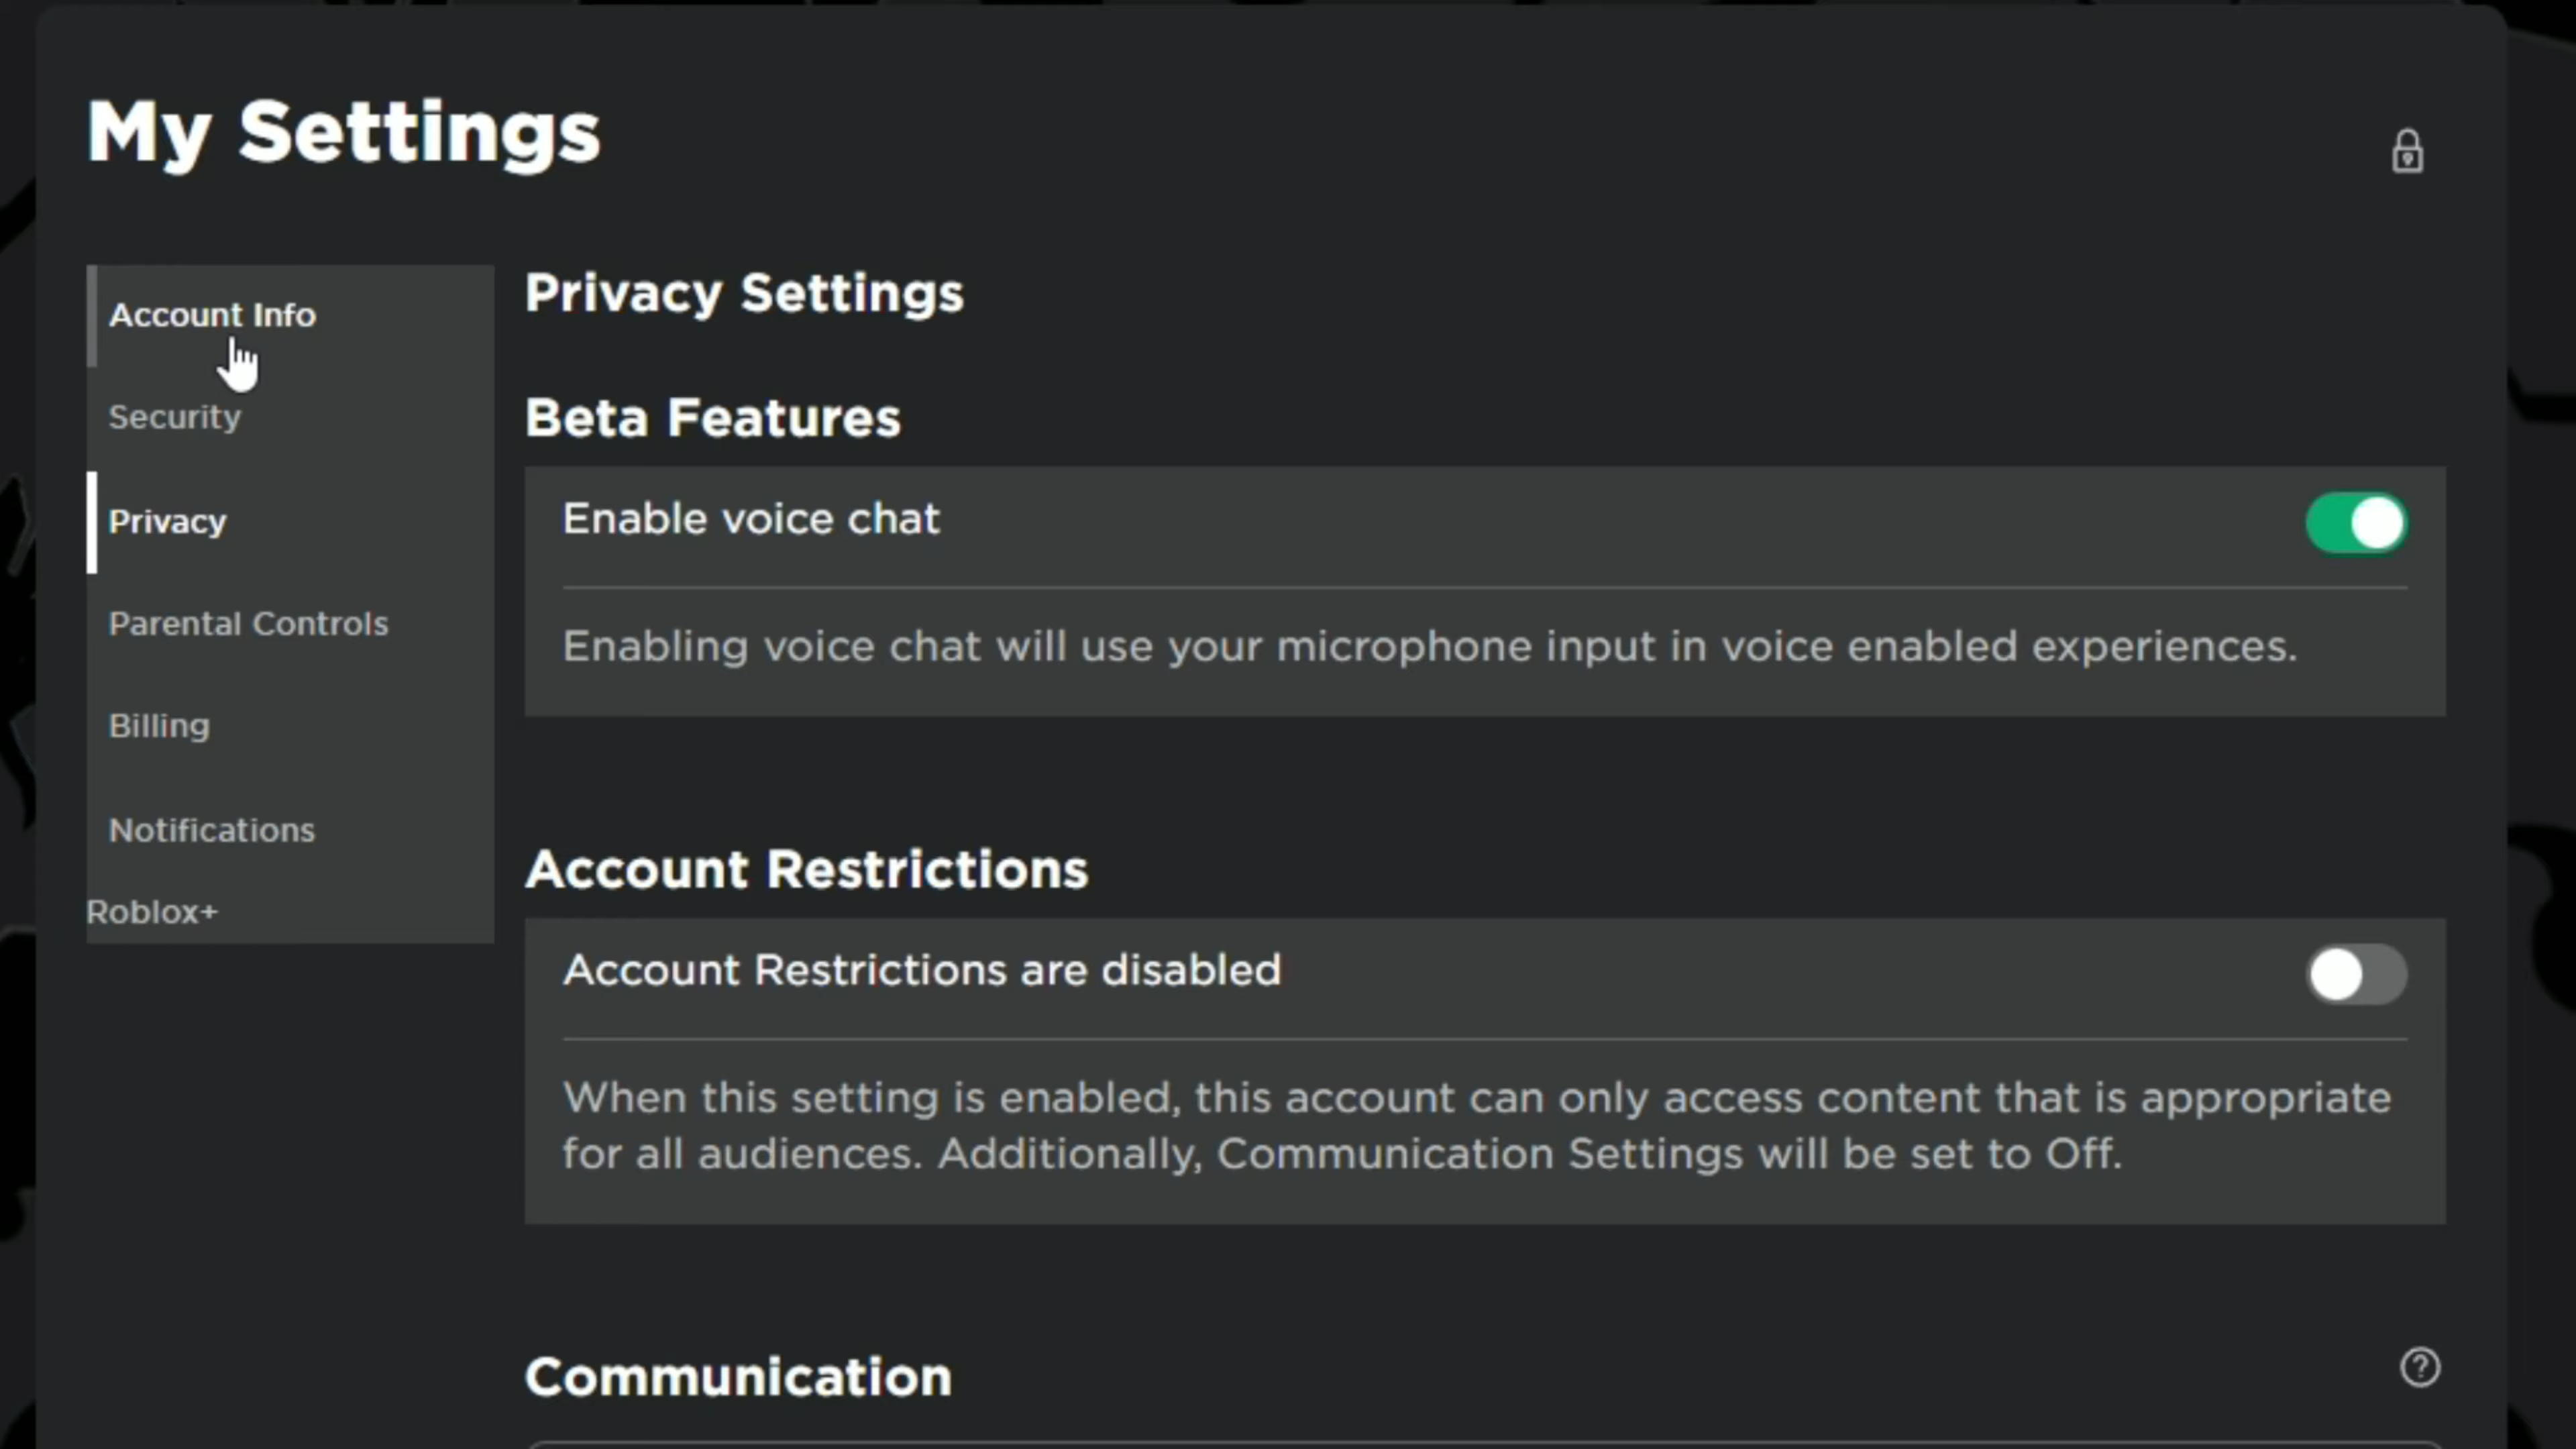 My Settings
Account Info
Security
Privacy
Parental Controls
Billing
Notifications
Roblox+
Privacy Settings
Beta Features
Enable voice chat
Enabling voice chat will use your microphone input in voice enabled experiences.
Account Restrictions
Account Restrictions are disabled
When this setting is enabled, this account can only access content that is appropriate
for all audiences. Additionally, Communication Settings will be set to Off.
Communication